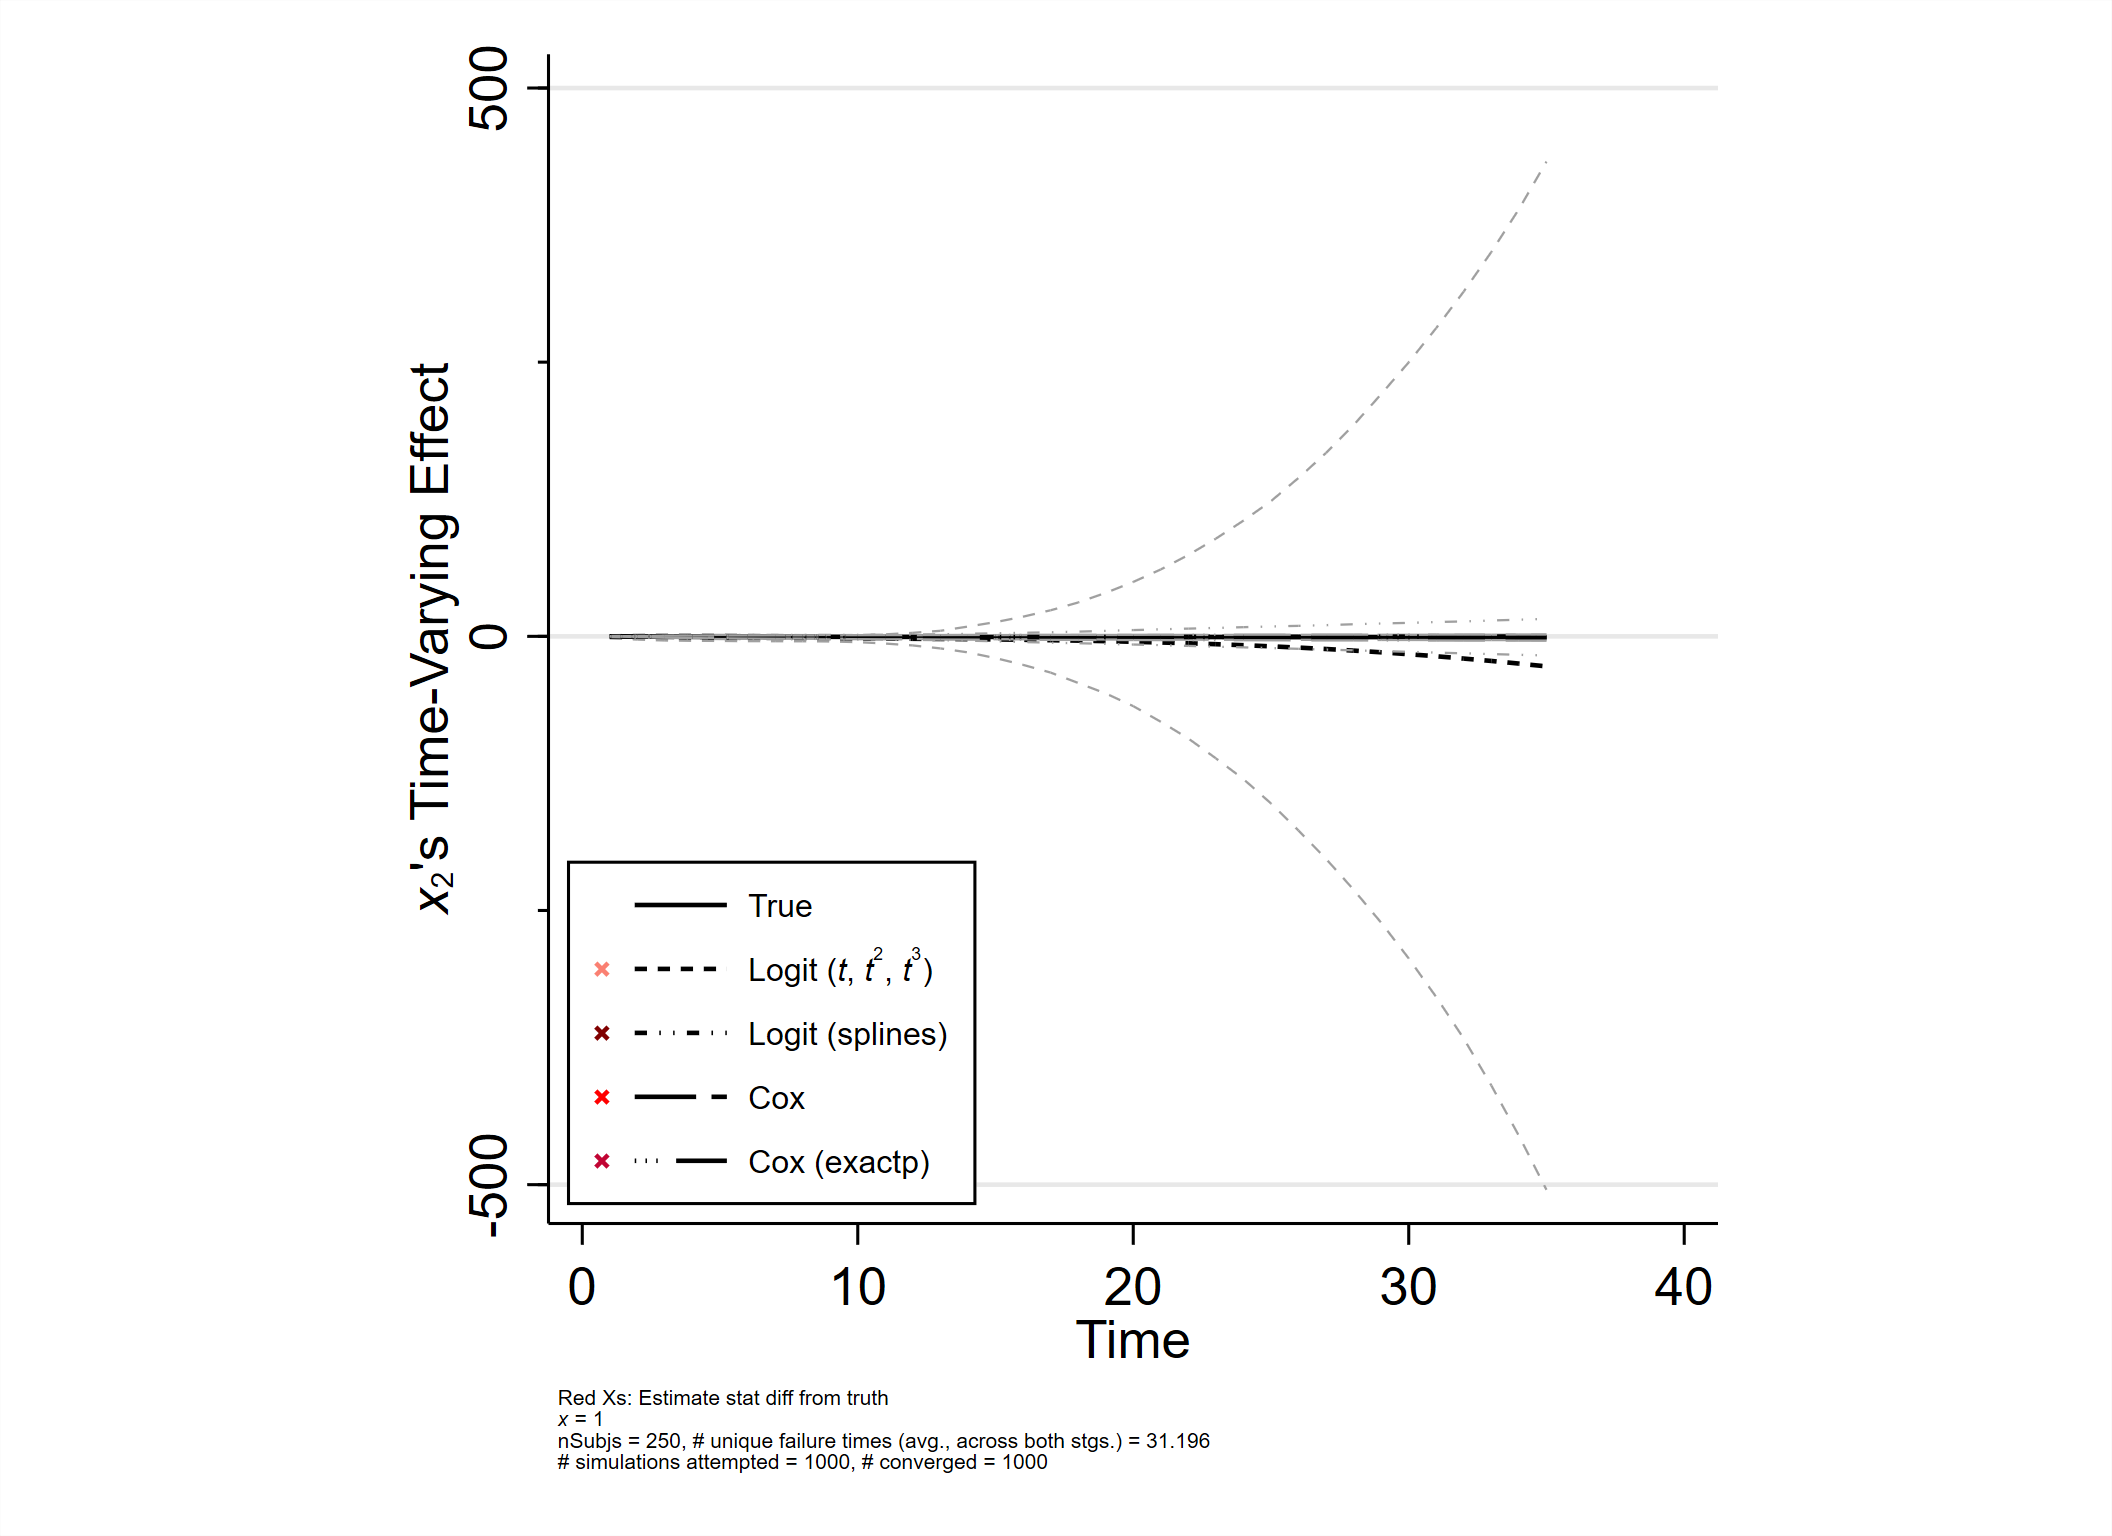 500
0
-500
x₂'s Time-Varying Effect
True
Logit (t, t², t³)
Logit (splines)
Cox
Cox (exactp)
0 10 20 30 40
Time
Red Xs: Estimate stat diff from truth
x = 1
nSubjs = 250, # unique failure times (avg., across both stgs.) = 31.196
# simulations attempted = 1000, # converged = 1000